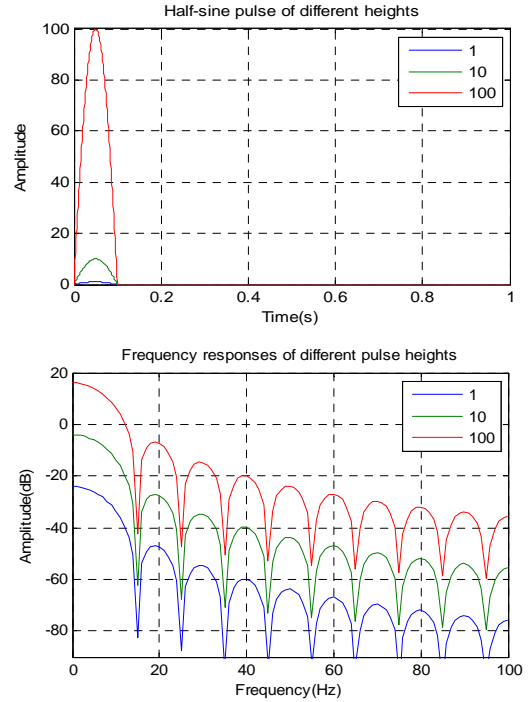 Half-sine pulse of different heights
100
80
60
40
20
0
Amplitude
1
10
100
0 0.2 0.4 0.6 0.8 1
Time(s)
Frequency responses of different pulse heights
20
0
-20
-40
-60
-80
Amplitude(dB)
1
10
100
0 20 40 60 80 100
Frequency(Hz)